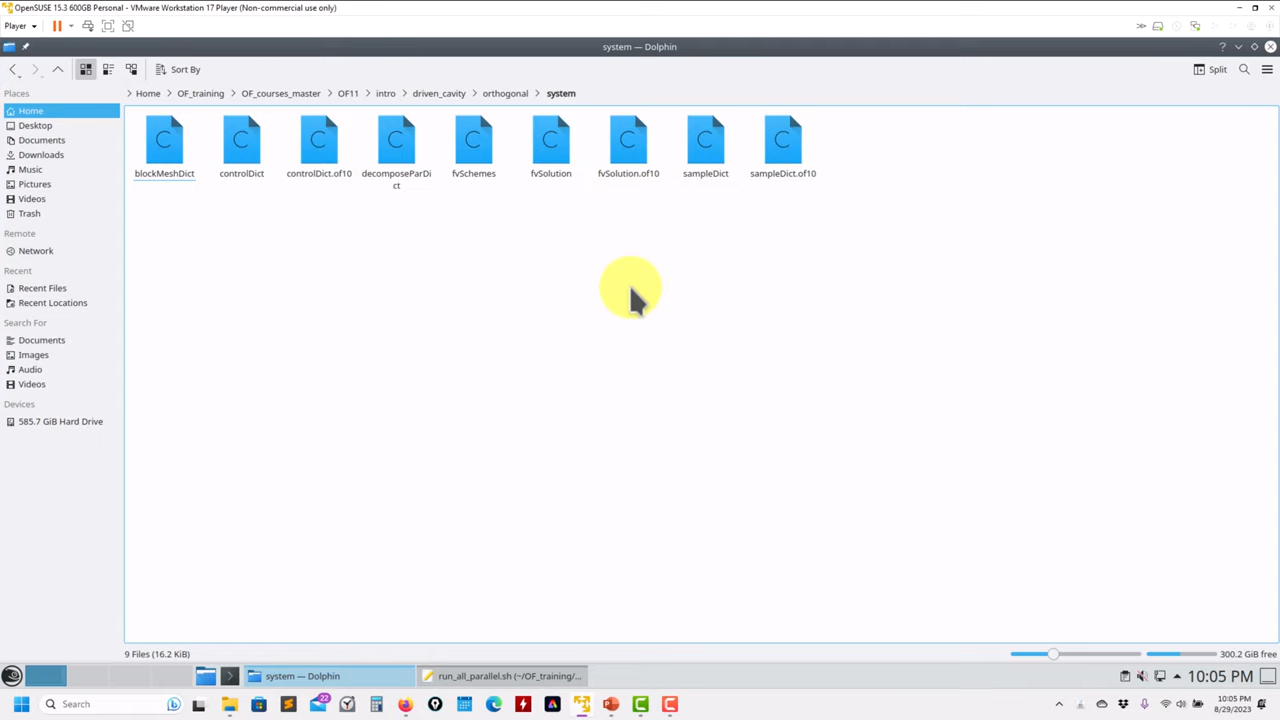 OpenSUSE 15.3 600GB Personal - VMware Workstation 17 Player (Non-commercial use only)
Player
system — Dolphin
Sort By
Split
Places
Home
Desktop
Documents
Downloads
Music
Pictures
Videos
Trash
Remote
Network
Recent
Recent Files
Recent Locations
Search For
Documents
Images
Audio
Videos
Devices
585.7 GiB Hard Drive
Home OF_training OF_courses_master OF11 intro driven_cavity orthogonal system
C C C C C C C C C
blockMeshDict controlDict controlDict.of10 decomposeParDi fvSchemes fvSolution fvSolution.of10 sampleDict sampleDict.of10
ct
9 Files (16.2 KiB)
300.2 GiB free
system — Dolphin
run_all_parallel.sh (~/OF_training/...
10:05 PM
Search
22
10:05 PM
8/29/2023